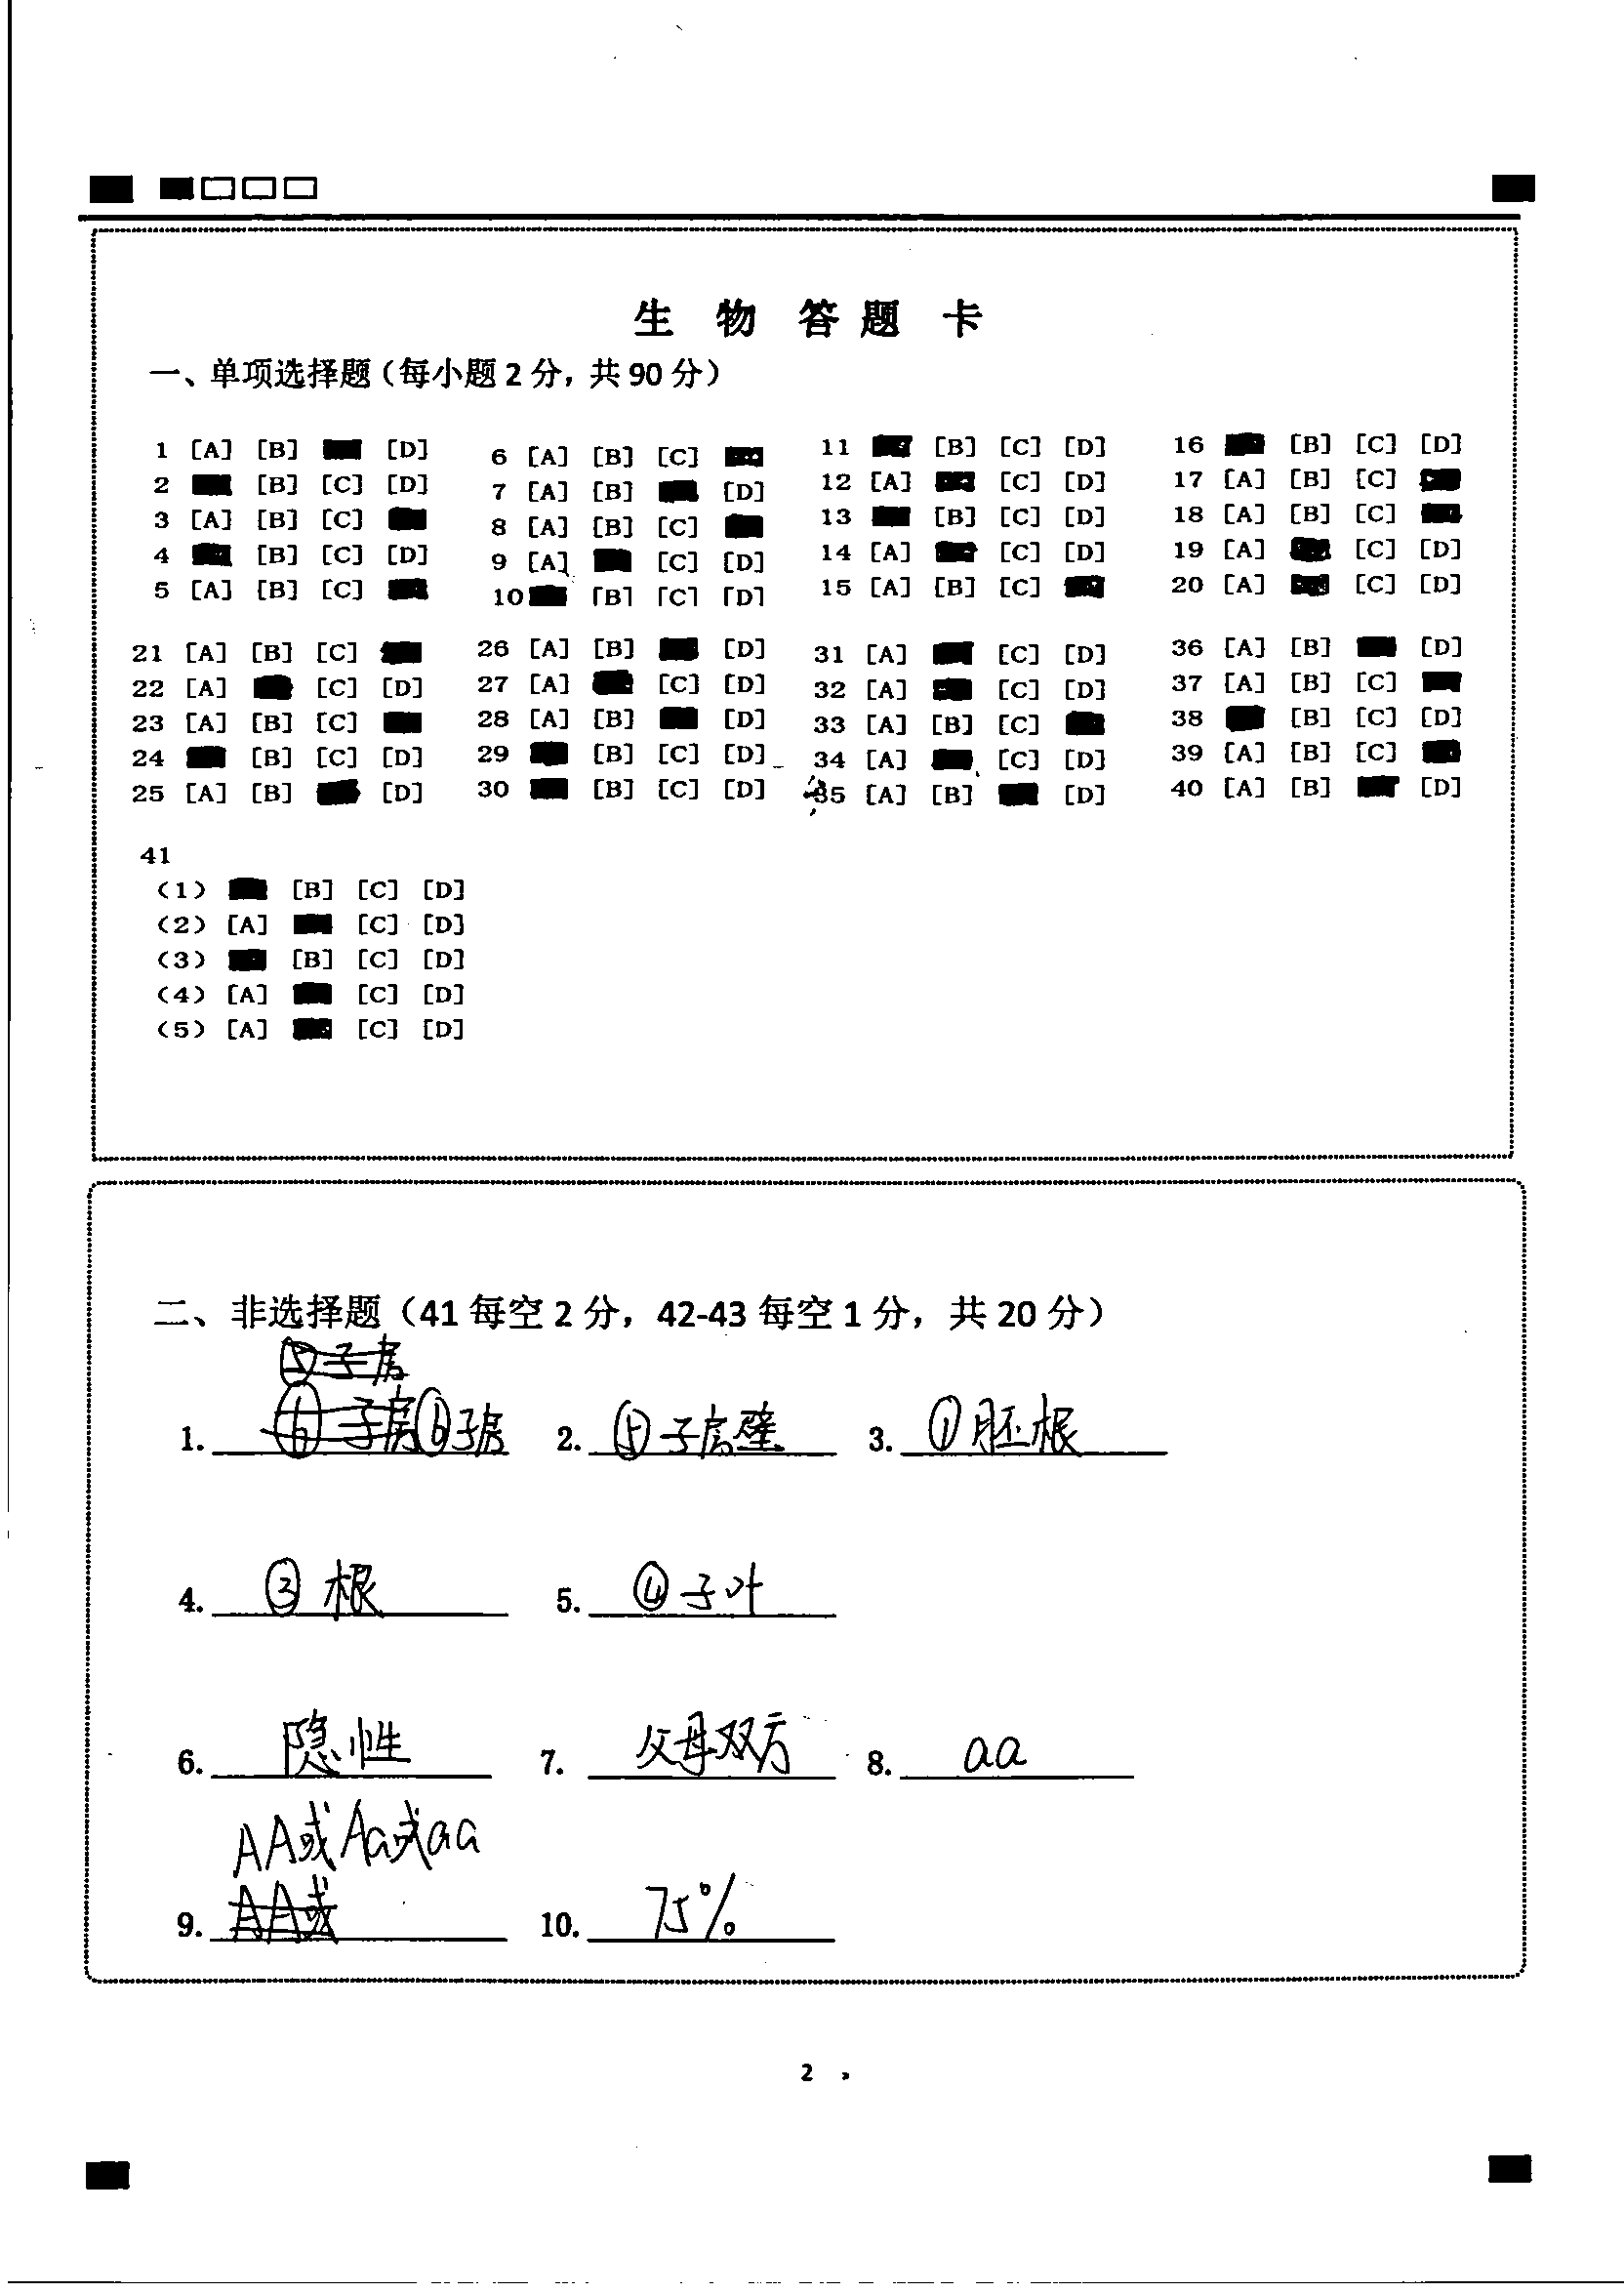 生 物 答 题 卡
一、单项选择题（每小题 2 分，共 90 分）
1 [A] [B] [D] 6 [A] [B] [C] 11 [B] [C] [D] 16 [B] [C] [D]
2 [B] [C] [D] 7 [A] [B] [D] 12 [A] [C] [D] 17 [A] [B] [C]
3 [A] [B] [C] 8 [A] [B] [C] 13 [B] [C] [D] 18 [A] [B] [C]
4 [B] [C] [D] 9 [A] [C] [D] 14 [A] [C] [D] 19 [A] [C] [D]
5 [A] [B] [C] 10 [B] [C] [D] 15 [A] [B] [C] 20 [A] [C] [D]
21 [A] [B] [C] 26 [A] [B] [D] 31 [A] [C] [D] 36 [A] [B] [D]
22 [A] [C] [D] 27 [A] [C] [D] 32 [A] [C] [D] 37 [A] [B] [C]
23 [A] [B] [C] 28 [A] [B] [D] 33 [A] [B] [C] 38 [B] [C] [D]
24 [B] [C] [D] 29 [B] [C] [D] 34 [A] [C] [D] 39 [A] [B] [C]
25 [A] [B] [D] 30 [B] [C] [D] 35 [A] [B] [D] 40 [A] [B] [D]
41
(1) [B] [C] [D]
(2) [A] [C] [D]
(3) [B] [C] [D]
(4) [A] [C] [D]
(5) [A] [C] [D]
二、非选择题（41 每空 2 分，42-43 每空 1 分，共 20 分）
⑤子房
1. ⑥子房⑥子房 2. ⑤子房壁 3. ①胚根
4. ③根 5. ④子叶
6. 隐性 7. 父母双方 8. aa
AA或Aa或aa
9. AA或 10. 75%
2